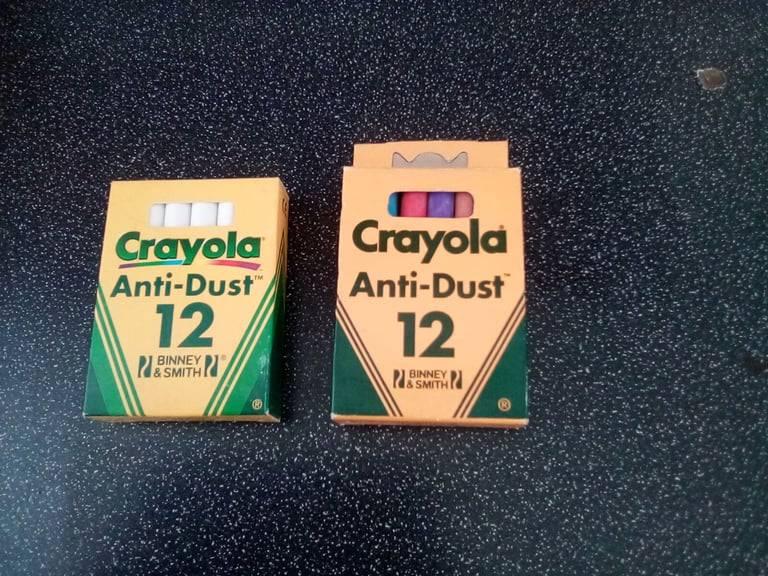 Crayola
Anti-Dust™
12
BINNEY
& SMITH ®
®
Crayola
Anti-Dust™
12
BINNEY
& SMITH
®